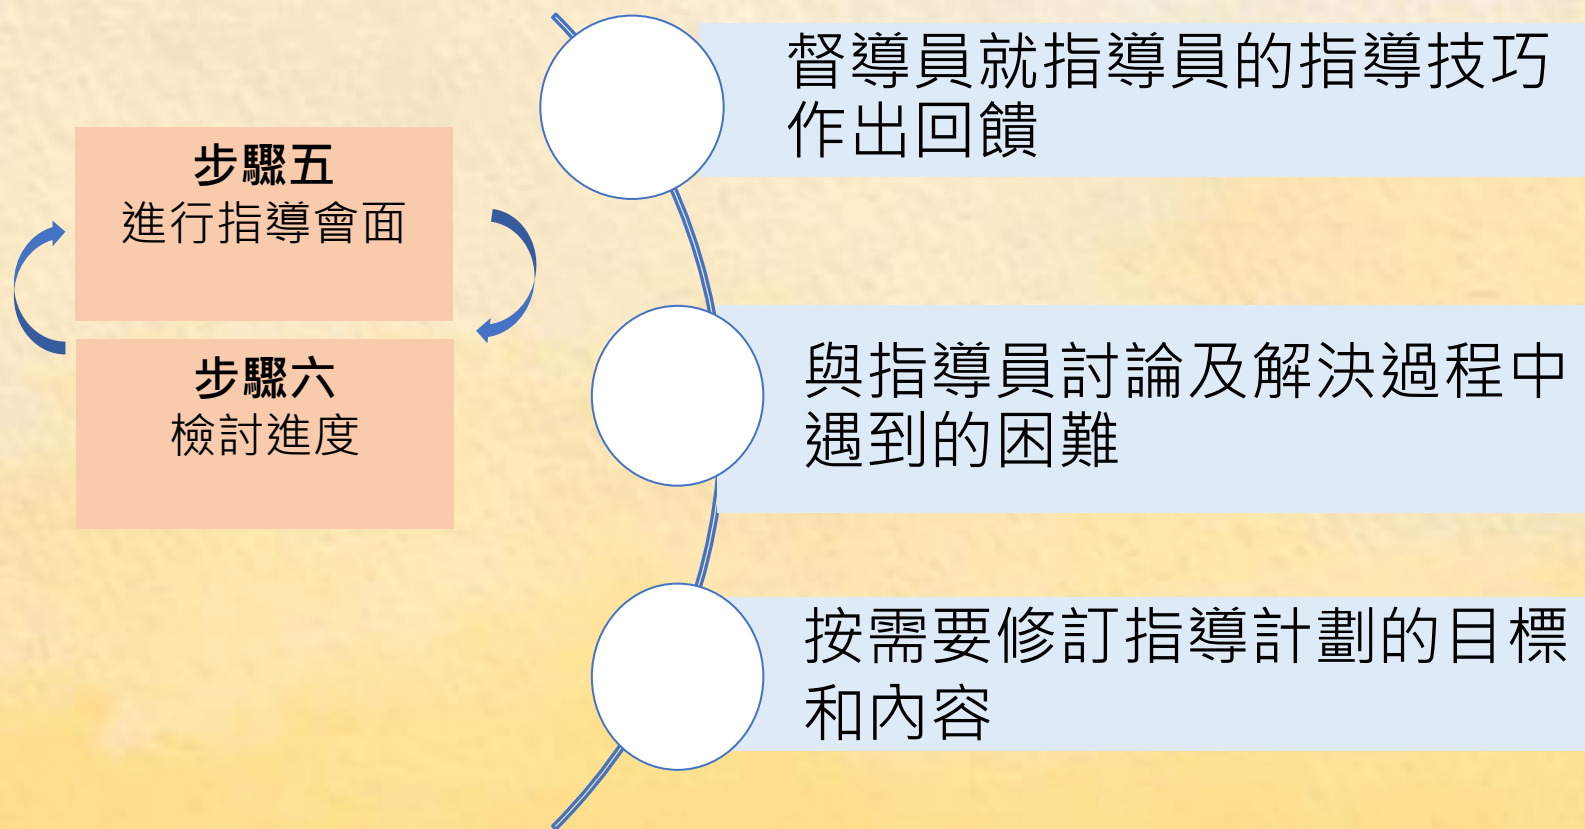 步驟五
進行指導會面
步驟六
檢討進度
督導員就指導員的指導技巧
作出回饋
與指導員討論及解決過程中
遇到的困難
按需要修訂指導計劃的目標
和內容